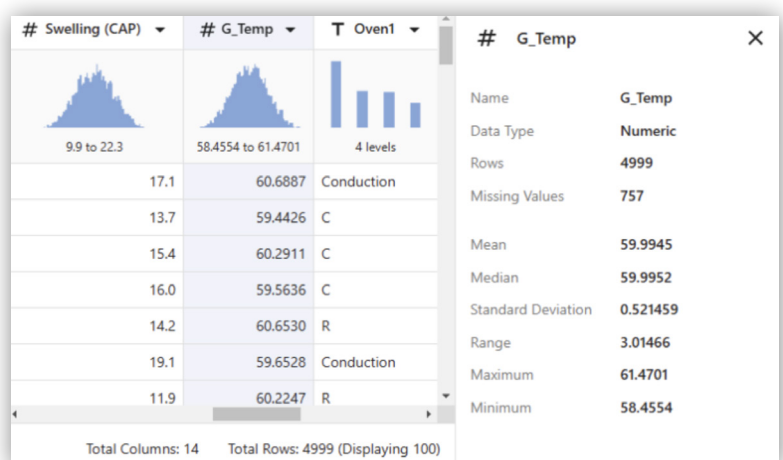 # Swelling (CAP) # G_Temp T Oven1
9.9 to 22.3 58.4554 to 61.4701 4 levels
17.1 60.6887 Conduction
13.7 59.4426 C
15.4 60.2911 C
16.0 59.5636 C
14.2 60.6530 R
19.1 59.6528 Conduction
11.9 60.2247 R
Total Columns: 14 Total Rows: 4999 (Displaying 100)
# G_Temp
Name G_Temp
Data Type Numeric
Rows 4999
Missing Values 757
Mean 59.9945
Median 59.9952
Standard Deviation 0.521459
Range 3.01466
Maximum 61.4701
Minimum 58.4554